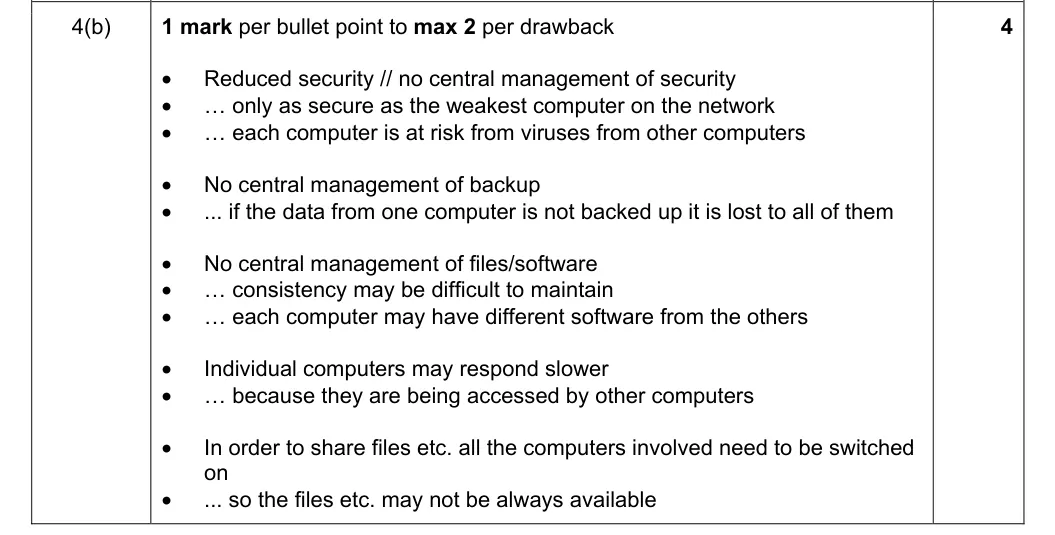 4(b) 1 mark per bullet point to max 2 per drawback 4
• Reduced security // no central management of security
• … only as secure as the weakest computer on the network
• … each computer is at risk from viruses from other computers
• No central management of backup
• ... if the data from one computer is not backed up it is lost to all of them
• No central management of files/software
• … consistency may be difficult to maintain
• … each computer may have different software from the others
• Individual computers may respond slower
• … because they are being accessed by other computers
• In order to share files etc. all the computers involved need to be switched
on
• ... so the files etc. may not be always available